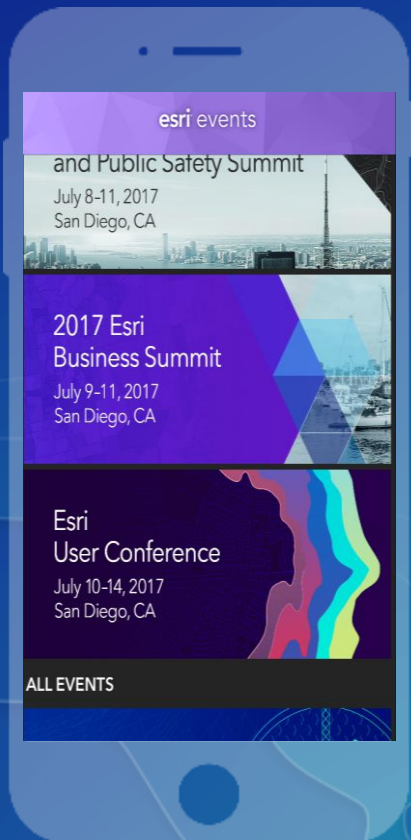 esri events
and Public Safety Summit
July 8-11, 2017
San Diego, CA
2017 Esri
Business Summit
July 9-11, 2017
San Diego, CA
Esri
User Conference
July 10-14, 2017
San Diego, CA
ALL EVENTS